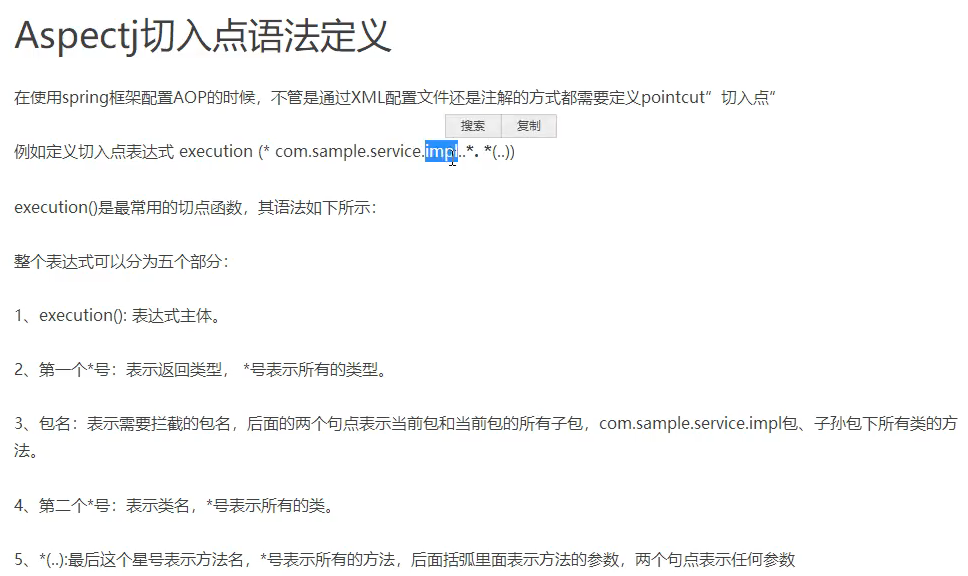 Aspectj切入点语法定义
在使用spring框架配置AOP的时候，不管是通过XML配置文件还是注解的方式都需要定义pointcut”切入点“
搜索 复制
例如定义切入点表达式 execution (* com.sample.service.impl..*. *(..))
execution()是最常用的切点函数，其语法如下所示：
整个表达式可以分为五个部分：
1、execution(): 表达式主体。
2、第一个*号：表示返回类型， *号表示所有的类型。
3、包名：表示需要拦截的包名，后面的两个句点表示当前包和当前包的所有子包，com.sample.service.impl包、子孙包下所有类的方
法。
4、第二个*号：表示类名，*号表示所有的类。
5、*(..):最后这个星号表示方法名，*号表示所有的方法，后面括弧里面表示方法的参数，两个句点表示任何参数